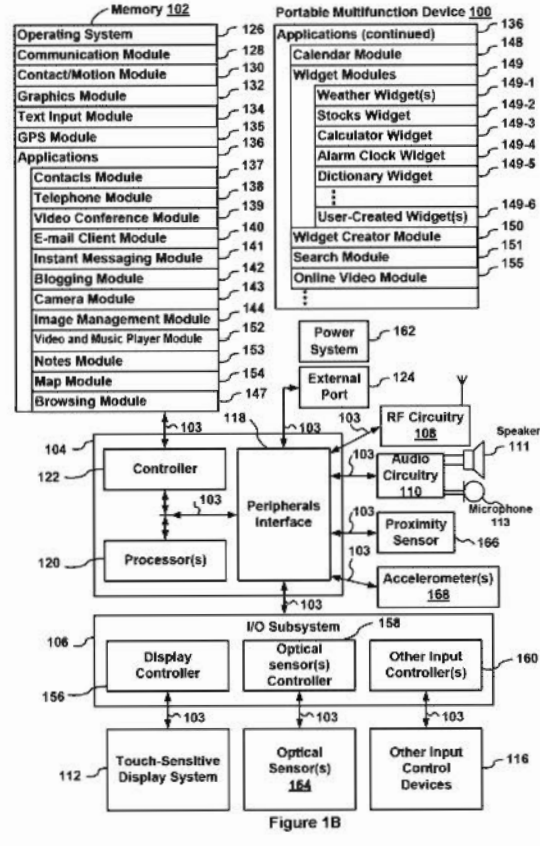 Memory 102
Operating System 126
Communication Module 128
Contact/Motion Module 130
Graphics Module 132
Text Input Module 134
GPS Module 135
Applications 136
Contacts Module 137
Telephone Module 138
Video Conference Module 139
E-mail Client Module 140
Instant Messaging Module 141
Blogging Module 142
Camera Module 143
Image Management Module 144
Video and Music Player Module 152
Notes Module 153
Map Module 154
Browsing Module 147
Portable Multifunction Device 100
Applications (continued) 136
Calendar Module 148
Widget Modules 149
Weather Widget(s) 149-1
Stocks Widget 149-2
Calculator Widget 149-3
Alarm Clock Widget 149-4
Dictionary Widget 149-5
User-Created Widget(s) 149-6
Widget Creator Module 150
Search Module 151
Online Video Module 155
Power
System
162
External
Port
124
103
118
103
103
RF Circuitry
108
104
122
Controller
103
Peripherals
Interface
103
Audio
Circuitry
110
Speaker
111
Microphone
113
103
Proximity
Sensor
166
120
Processor(s)
103
Accelerometer(s)
168
103
106
I/O Subsystem
158
Display
Controller
156
Optical
sensor(s)
Controller
Other Input
Controller(s)
160
103
103
103
112
Touch-Sensitive
Display System
Optical
Sensor(s)
164
Other Input
Control
Devices
116
Figure 1B